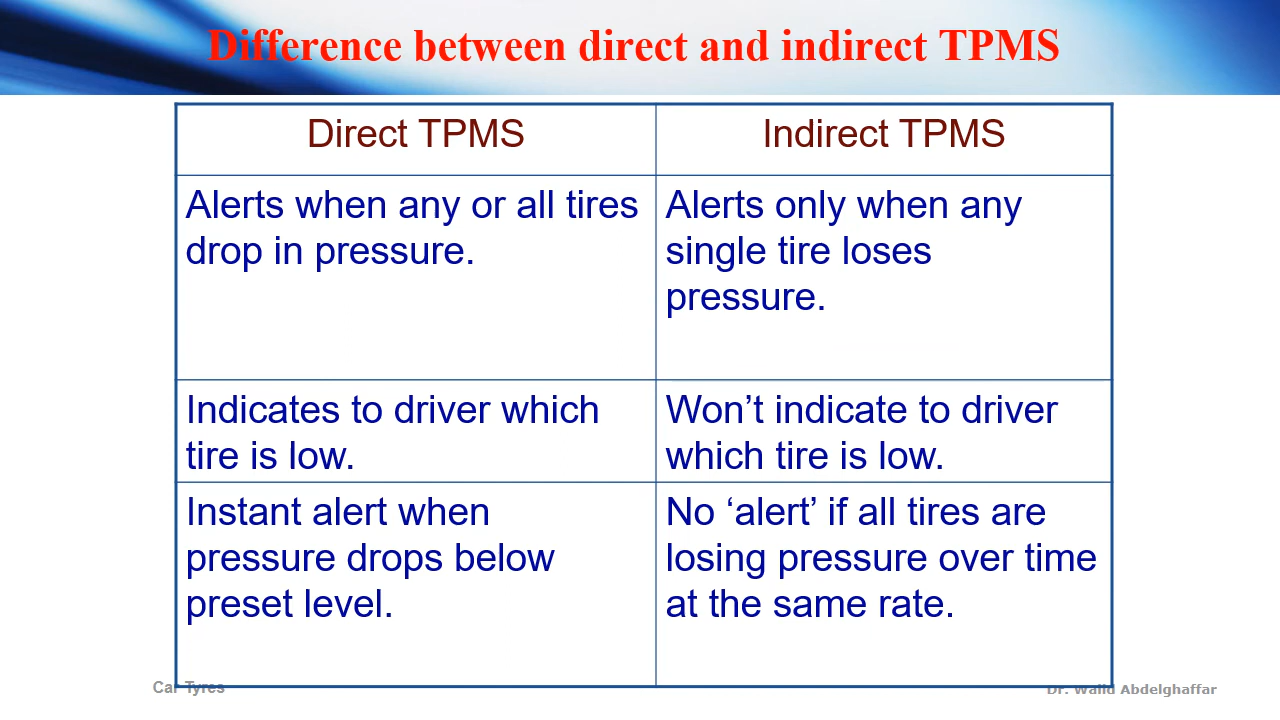 Difference between direct and indirect TPMS
Direct TPMS
Indirect TPMS
Alerts when any or all tires
drop in pressure.
Alerts only when any
single tire loses
pressure.
Indicates to driver which
tire is low.
Won’t indicate to driver
which tire is low.
Instant alert when
pressure drops below
preset level.
No ‘alert’ if all tires are
losing pressure over time
at the same rate.
Car Tyres
Dr. Walid Abdelghaffar